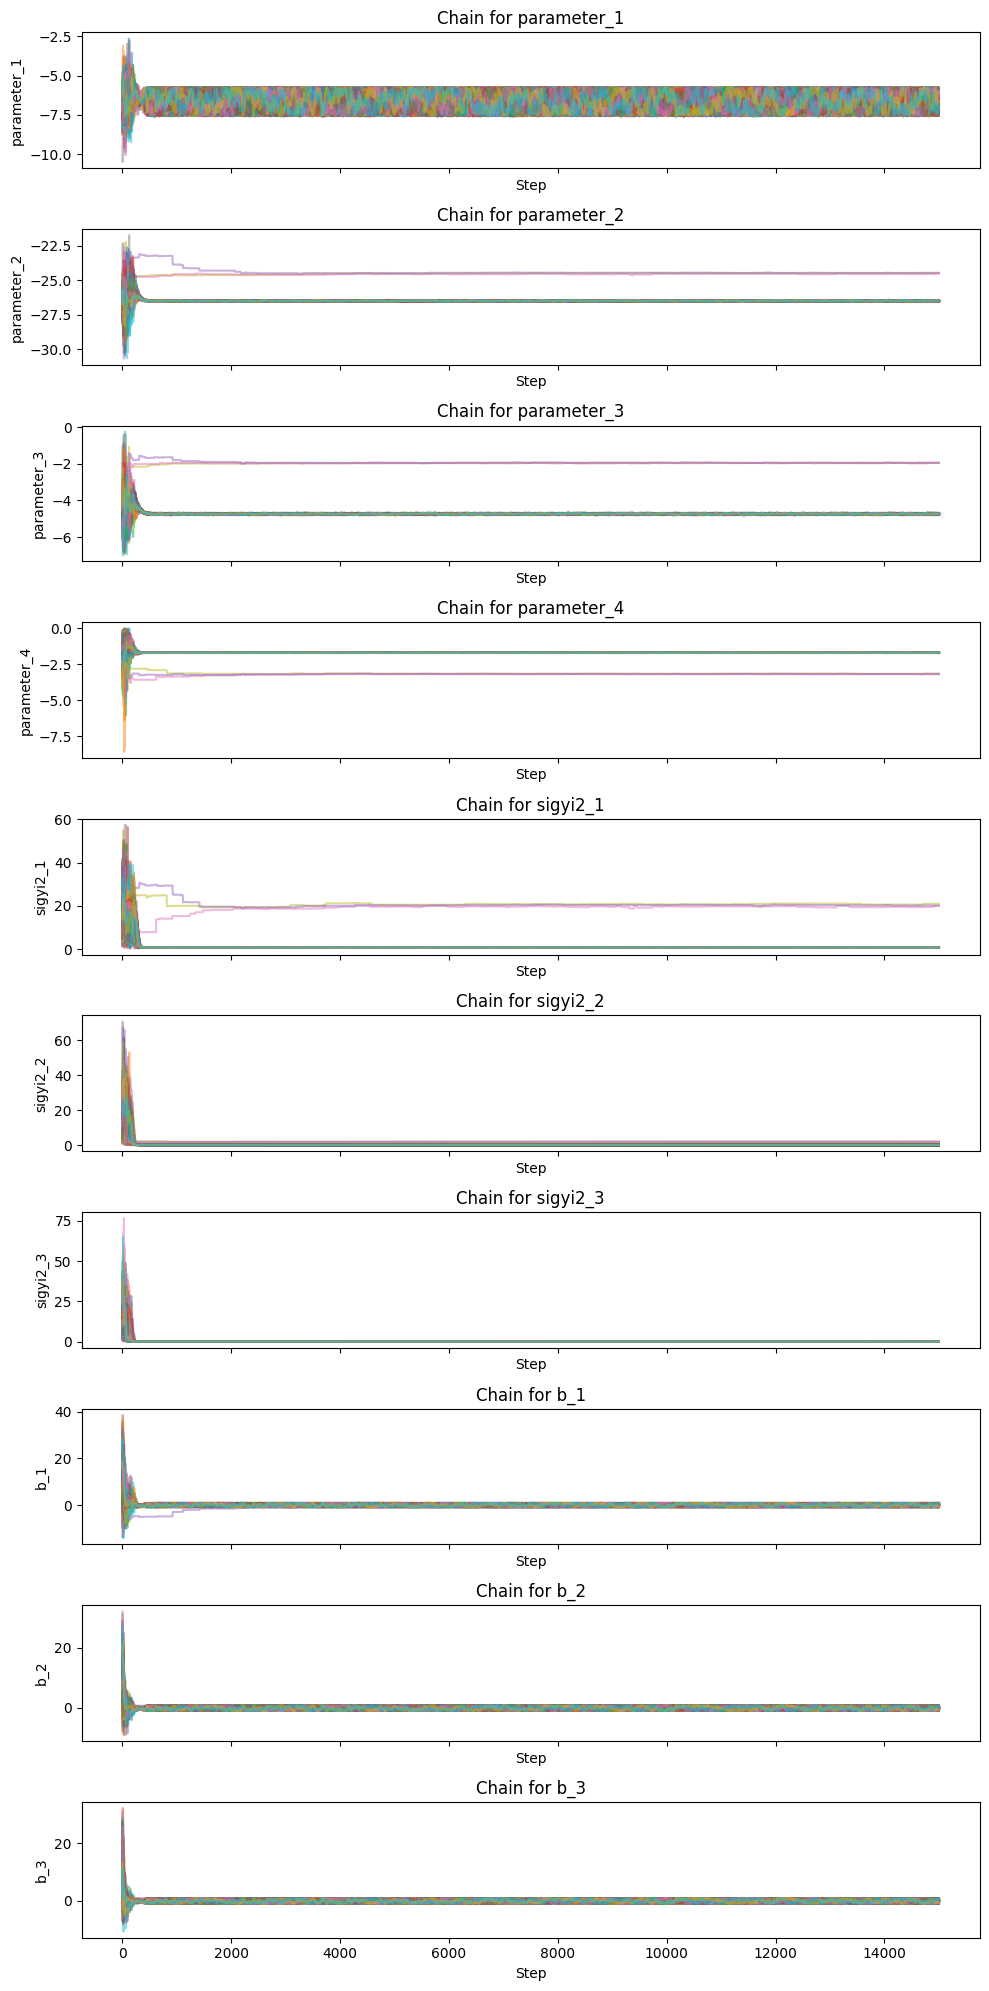 Chain for parameter_1
parameter_1
−2.5
−5.0
−7.5
−10.0
Step
Chain for parameter_2
parameter_2
−22.5
−25.0
−27.5
−30.0
Step
Chain for parameter_3
parameter_3
0
−2
−4
−6
Step
Chain for parameter_4
parameter_4
0.0
−2.5
−5.0
−7.5
Step
Chain for sigyi2_1
sigyi2_1
60
40
20
0
Step
Chain for sigyi2_2
sigyi2_2
60
40
20
0
Step
Chain for sigyi2_3
sigyi2_3
75
50
25
0
Step
Chain for b_1
b_1
40
20
0
Step
Chain for b_2
b_2
20
0
Step
Chain for b_3
b_3
20
0
0 2000 4000 6000 8000 10000 12000 14000
Step